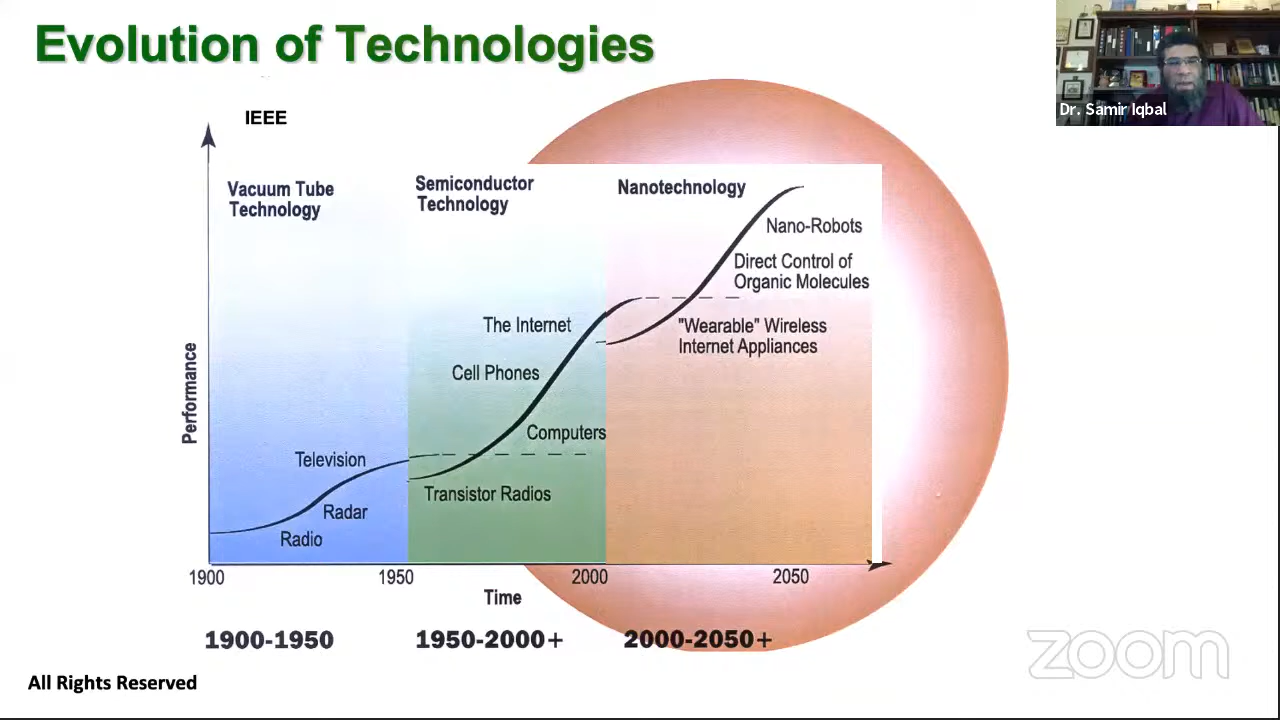 Evolution of Technologies
Dr. Samir Iqbal
IEEE
Vacuum Tube
Technology
Semiconductor
Technology
Nanotechnology
Nano-Robots
Direct Control of
Organic Molecules
The Internet
"Wearable" Wireless
Internet Appliances
Cell Phones
Computers
Television
Transistor Radios
Radar
Radio
Performance
1900
1950
2000
2050
Time
1900-1950
1950-2000+
2000-2050+
zoom
All Rights Reserved